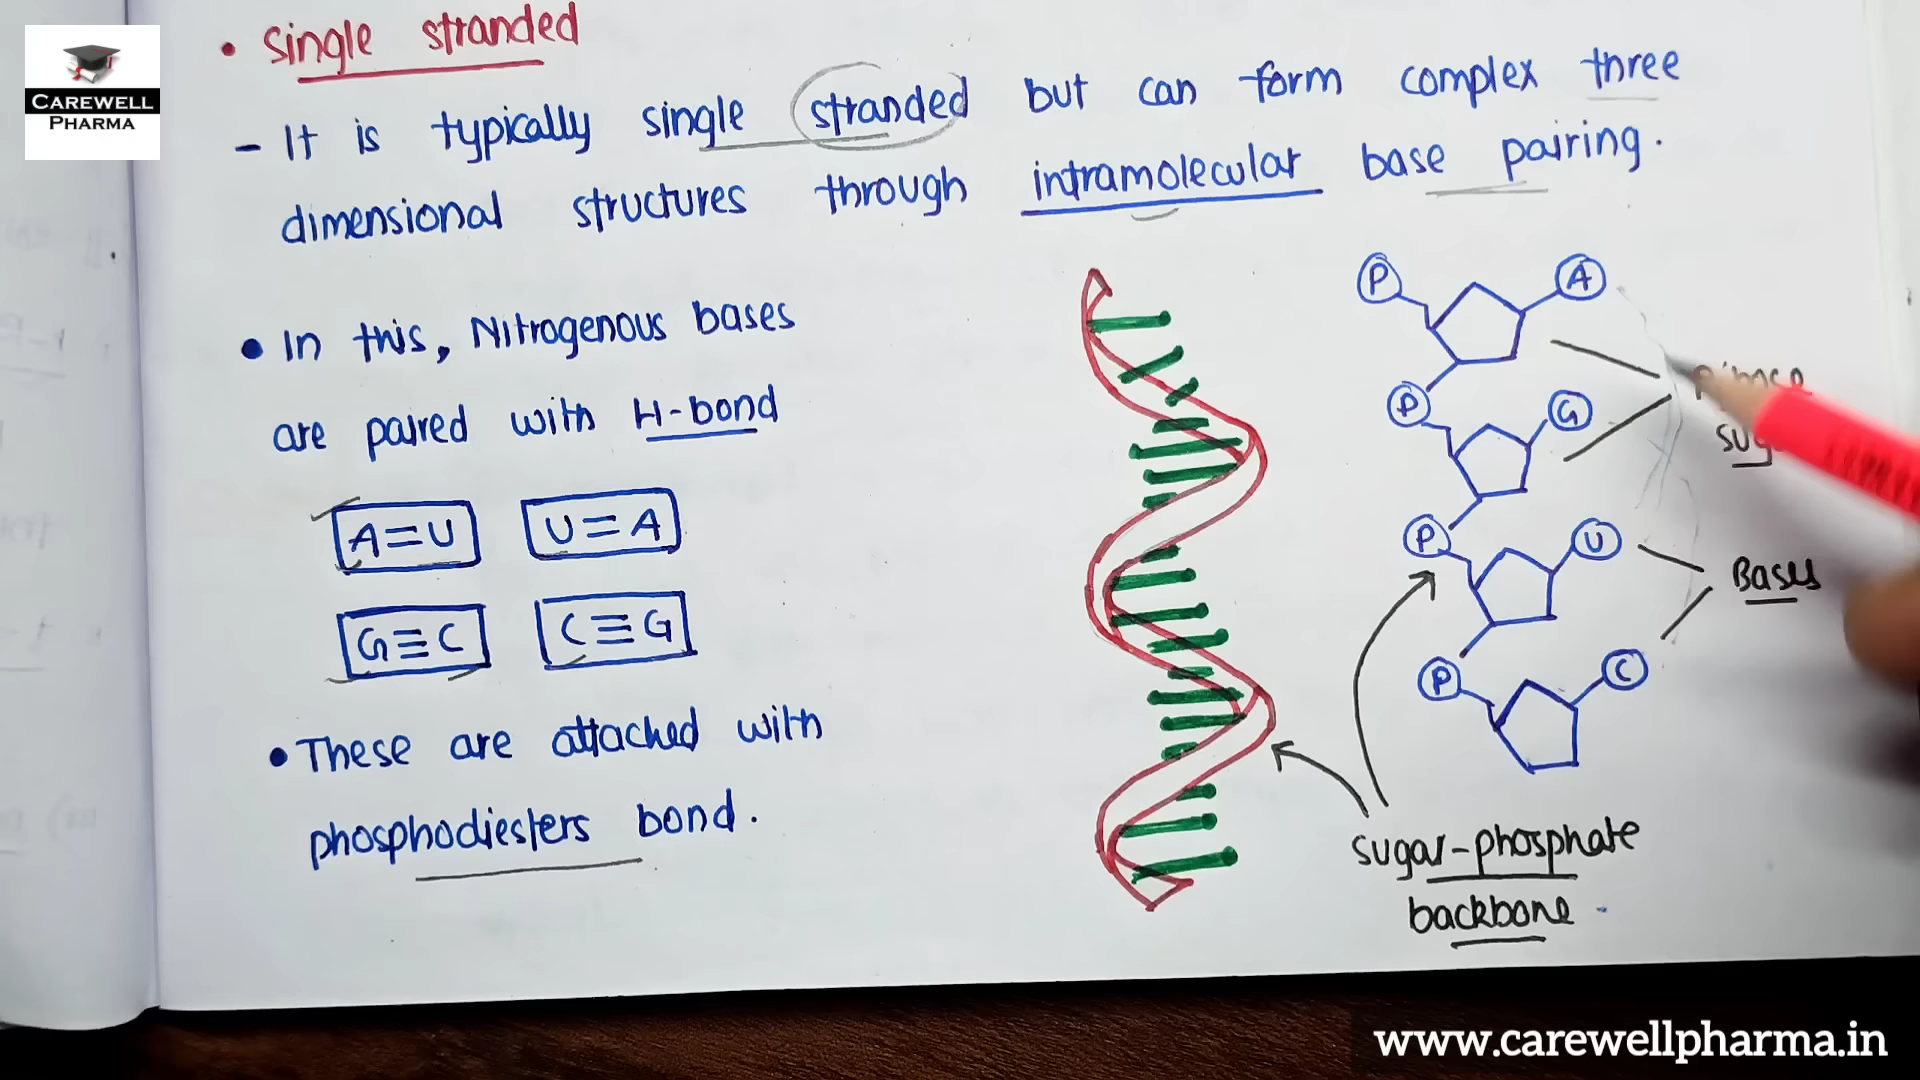 CAREWELL
PHARMA
• Single stranded
- It is typically single stranded but can form complex three
dimensional structures through intramolecular base pairing.
• In this, Nitrogenous bases
are paired with H-bond
A=U U=A
G≡C C≡G
• These are attached with
phosphodiesters bond.
P A
P G
P U
P C
Bases
sugar-phosphate
backbone
www.carewellpharma.in